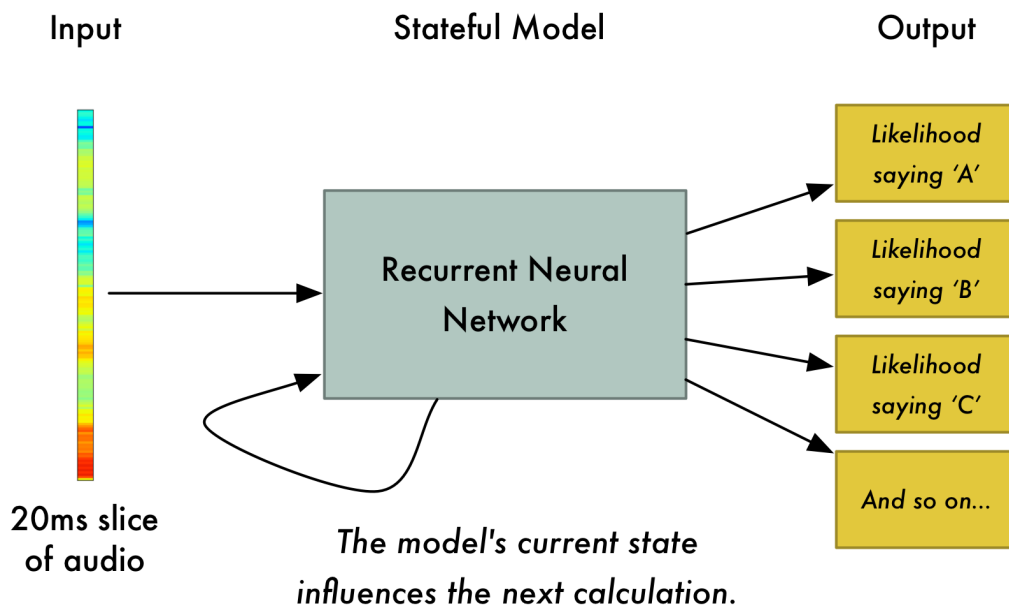 Input
Stateful Model
Output
20ms slice
of audio
Recurrent Neural
Network
The model's current state
influences the next calculation.
Likelihood
saying ‘A’
Likelihood
saying ‘B’
Likelihood
saying ‘C’
And so on...